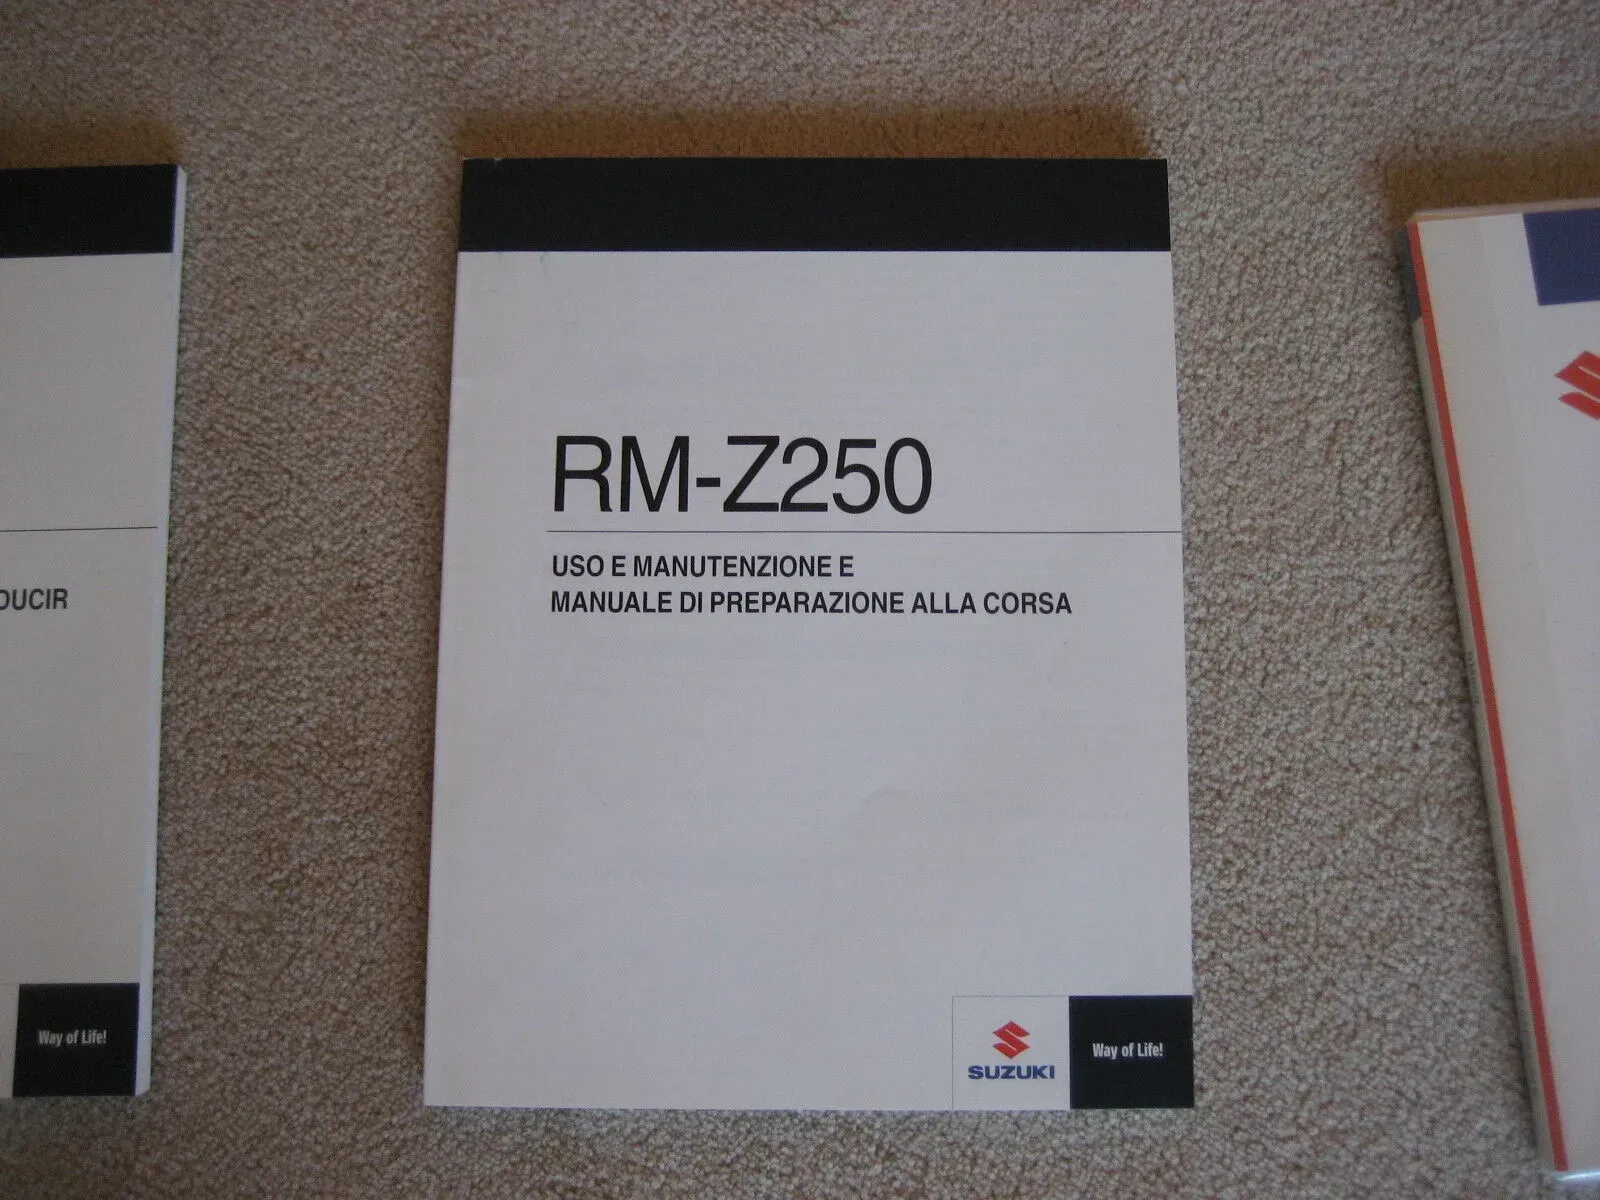 RM-Z250
USO E MANUTENZIONE E
MANUALE DI PREPARAZIONE ALLA CORSA
SUZUKI
Way of Life!
DUCIR
Way of Life!